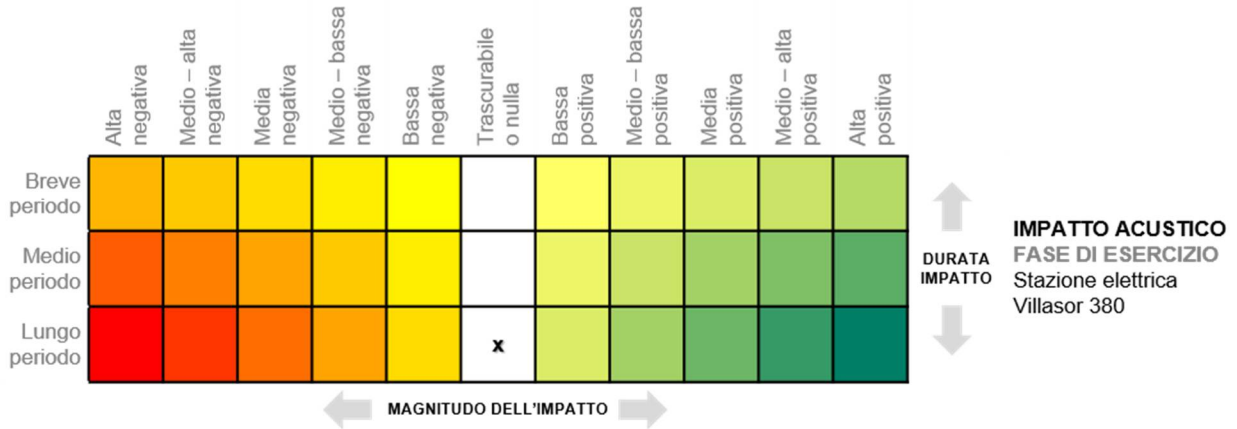 Alta
negativa
Medio – alta
negativa
Media
negativa
Medio – bassa
negativa
Bassa
negativa
Trascurabile
o nulla
Bassa
positiva
Medio – bassa
positiva
Media
positiva
Medio – alta
positiva
Alta
positiva
Breve
periodo
Medio
periodo
Lungo
periodo
x
DURATA
IMPATTO
IMPATTO ACUSTICO
FASE DI ESERCIZIO
Stazione elettrica
Villasor 380
MAGNITUDO DELL'IMPATTO